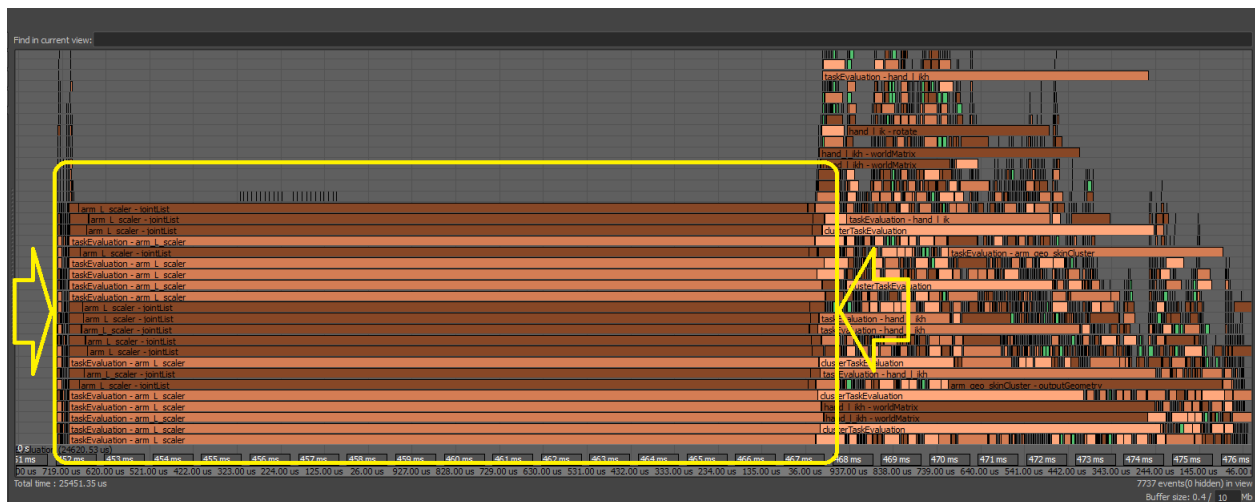 Find in current view:
taskEvaluation - hand_l_ikh
hand_l_ik - rotate
hand_l_ikh - worldMatrix
hand_l_ikh - worldMatrix
arm_L_scaler - jointList
arm_L_scaler - jointList
taskEvaluation - hand_l_ik
arm_L_scaler - jointList
clusterTaskEvaluation
taskEvaluation - arm_L_scaler
arm_L_scaler - jointList
taskEvaluation - arm_geo_skinCluster
taskEvaluation - arm_L_scaler
taskEvaluation - arm_L_scaler
taskEvaluation - arm_L_scaler
clusterTaskEvaluation
taskEvaluation - arm_L_scaler
arm_L_scaler - jointList
arm_L_scaler - jointList
taskEvaluation - hand_l_ikh
arm_L_scaler - jointList
taskEvaluation - hand_l_ikh
arm_L_scaler - jointList
arm_L_scaler - jointList
taskEvaluation - arm_L_scaler
clusterTaskEvaluation
arm_L_scaler - jointList
taskEvaluation - hand_l_ikh
arm_L_scaler - jointList
arm_geo_skinCluster - outputGeometry
taskEvaluation - arm_L_scaler
clusterTaskEvaluation
taskEvaluation - arm_L_scaler
hand_l_ikh - worldMatrix
taskEvaluation - arm_L_scaler
hand_l_ikh - worldMatrix
taskEvaluation - arm_L_scaler
clusterTaskEvaluation
taskEvaluation - arm_L_scaler
(24620.53 us)
452 ms 453 ms 454 ms 455 ms 456 ms 457 ms 458 ms 459 ms 460 ms 461 ms 462 ms 463 ms 464 ms 465 ms 466 ms 467 ms 468 ms 469 ms 470 ms 471 ms 472 ms 473 ms 474 ms 475 ms 476 ms
00 us 719.00 us 620.00 us 521.00 us 422.00 us 323.00 us 224.00 us 125.00 us 26.00 us 927.00 us 828.00 us 729.00 us 630.00 us 531.00 us 432.00 us 333.00 us 234.00 us 135.00 us 36.00 us 937.00 us 838.00 us 739.00 us 640.00 us 541.00 us 442.00 us 343.00 us 244.00 us 145.00 us 46.00 u
Total time : 25451.35 us
7737 events(0 hidden) in view
Buffer size: 0.4 / 10 Mb